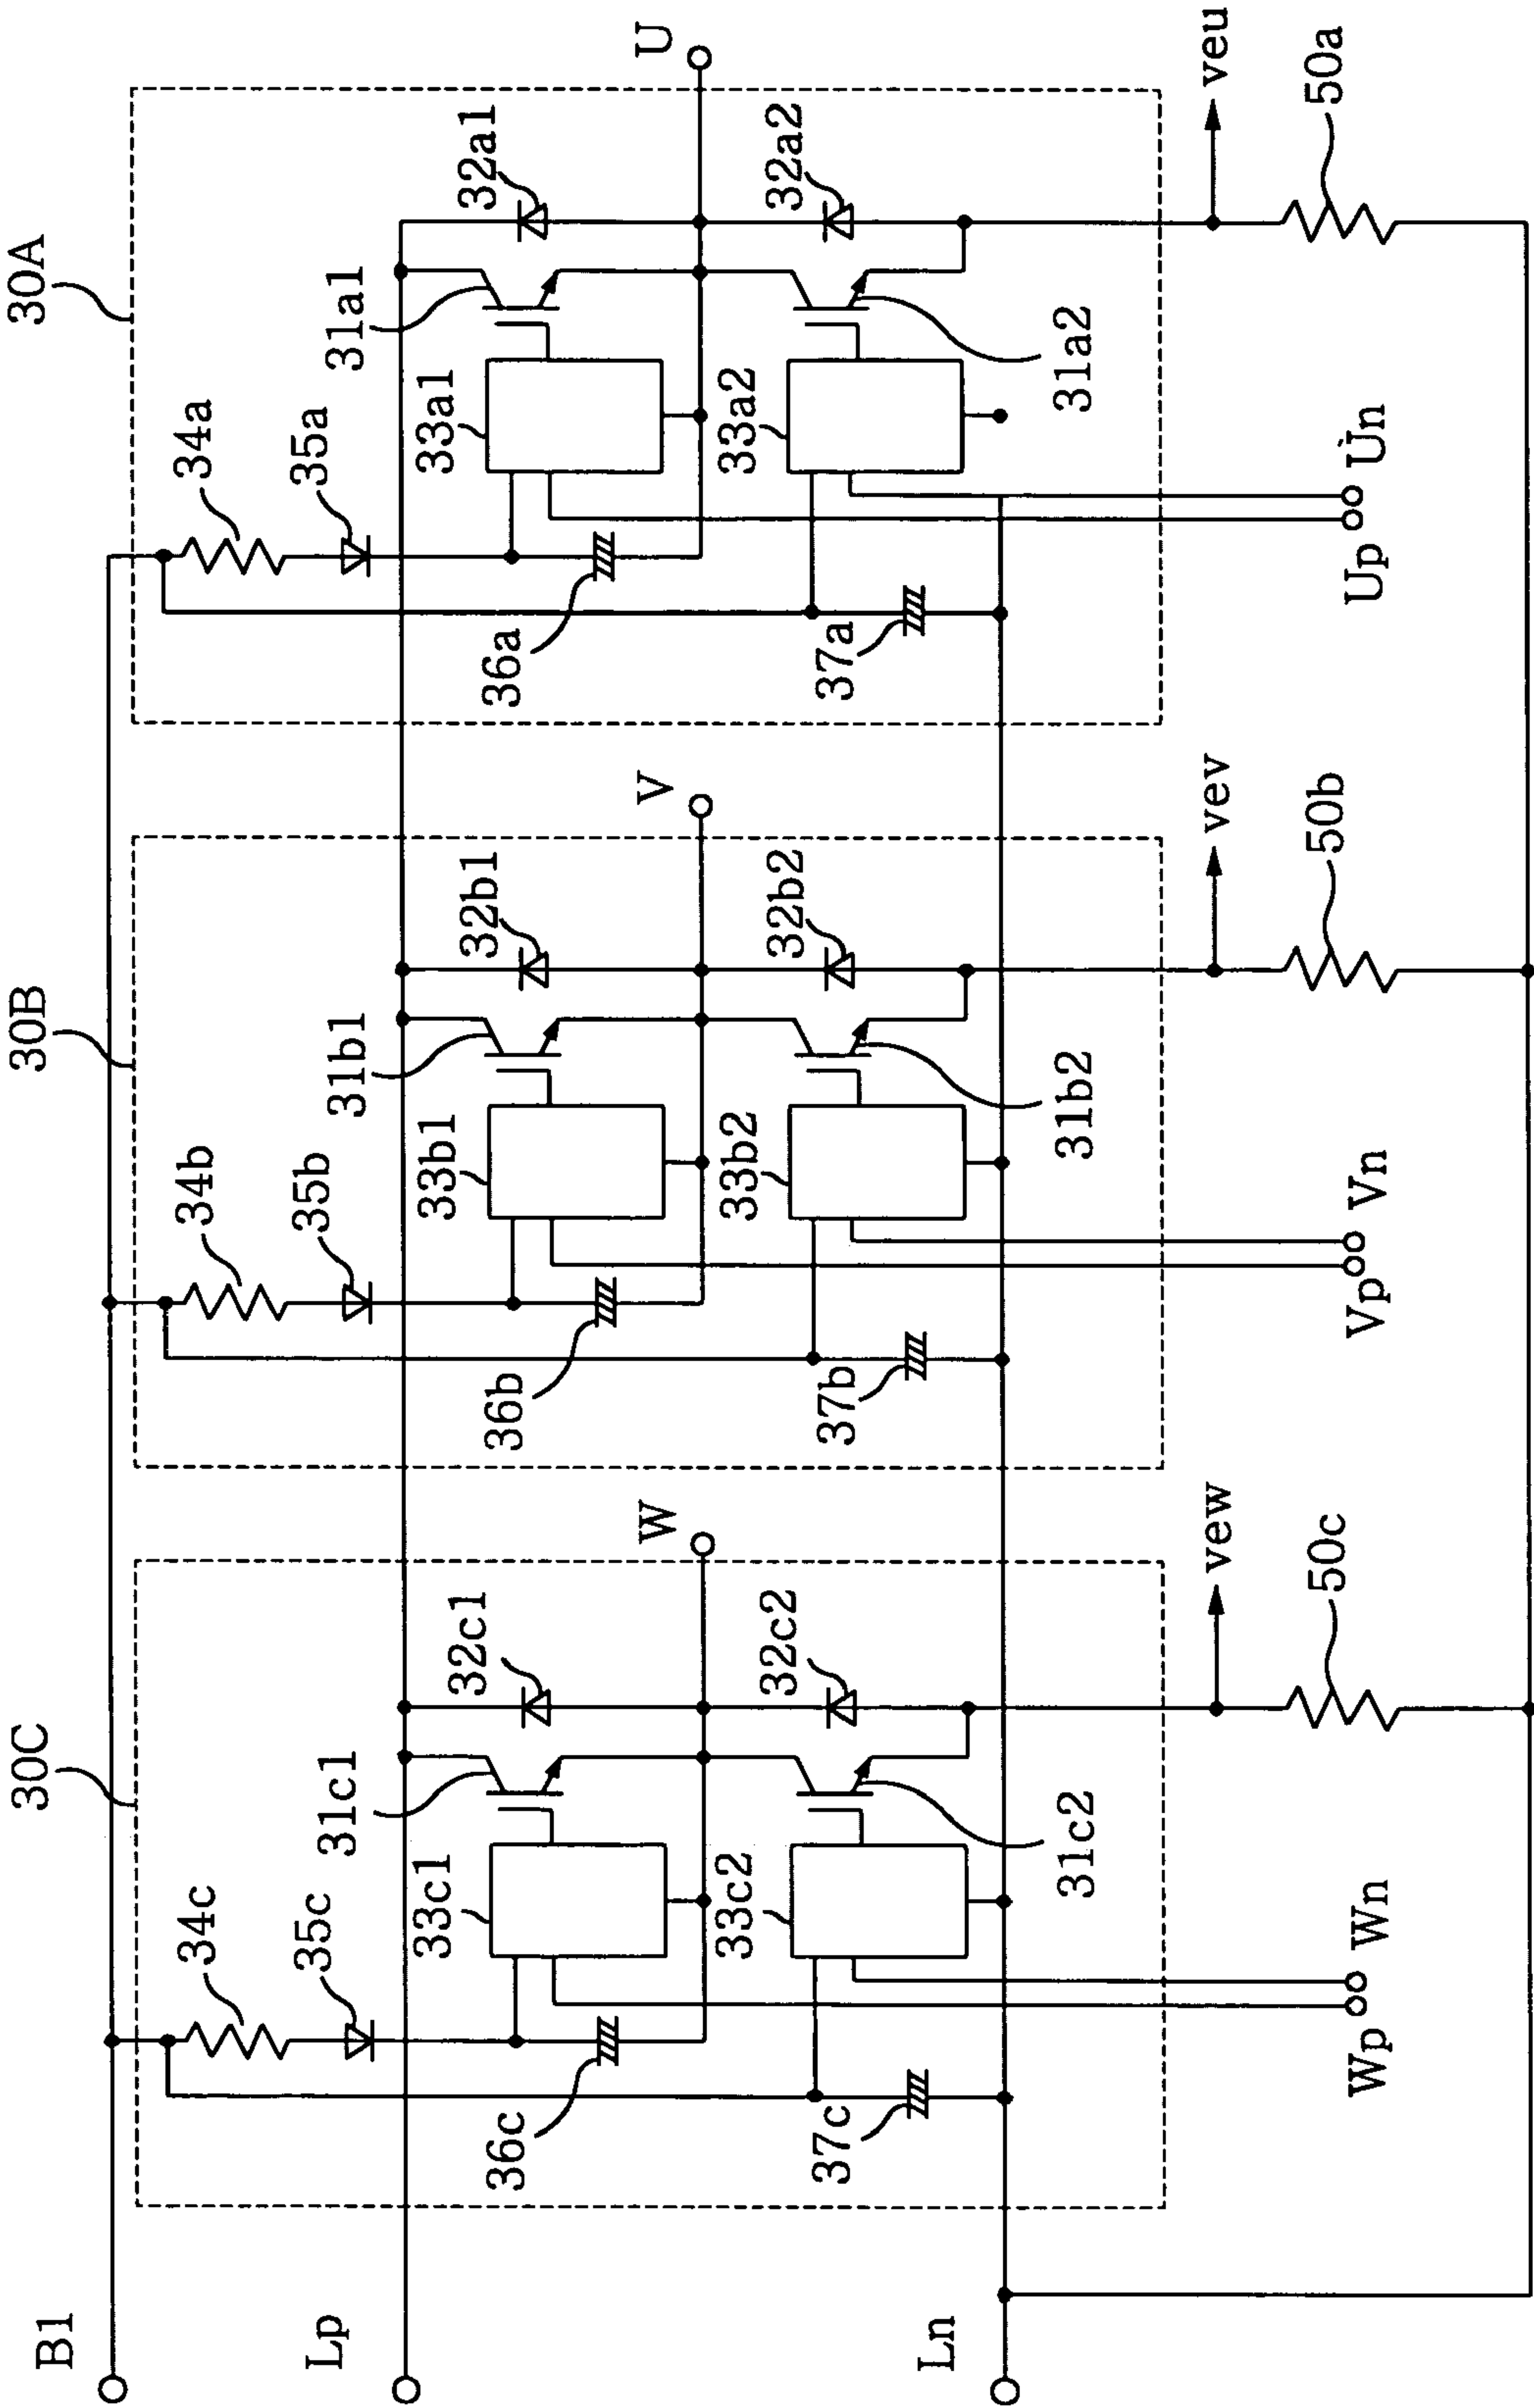 B1
Lp
Ln
30C
34c
35c
31c1
32c1
33c1
W
36c
33c2
32c2
31c2
37c
Wp
Wn
vew
50c
30B
34b
35b
31b1
32b1
33b1
V
36b
33b2
32b2
31b2
37b
Vp
Vn
vev
50b
30A
34a
35a
31a1
32a1
33a1
U
36a
33a2
32a2
31a2
37a
Up
Un
veu
50a